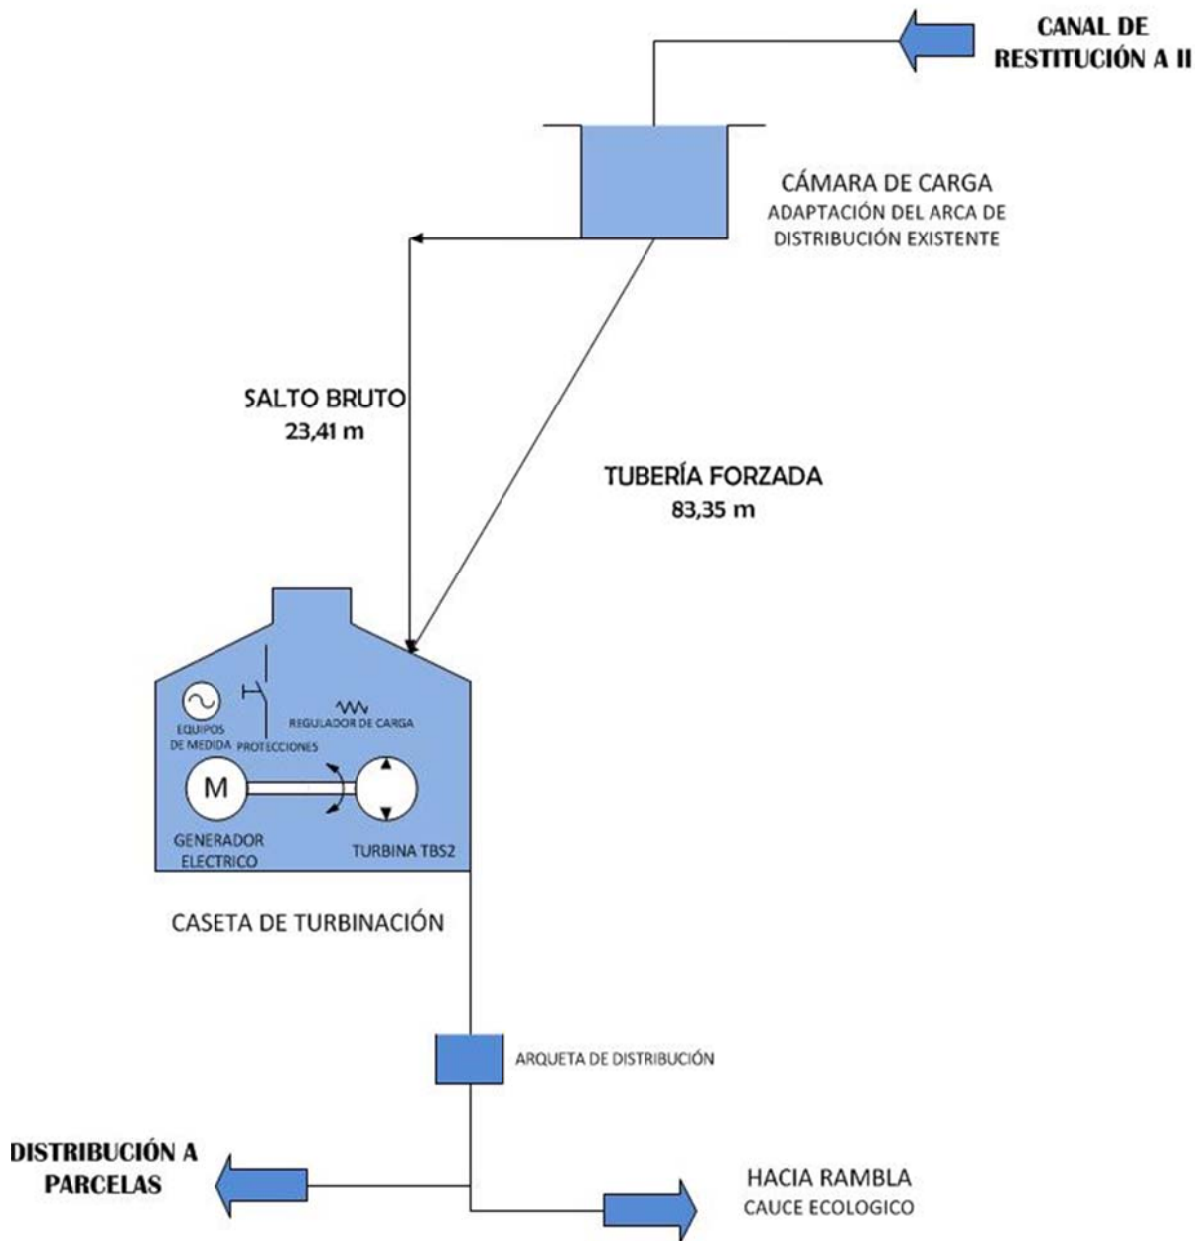 CANAL DE
RESTITUCIÓN A II
CÁMARA DE CARGA
ADAPTACIÓN DEL ARCA DE
DISTRIBUCIÓN EXISTENTE
SALTO BRUTO
23,41 m
TUBERÍA FORZADA
83,35 m
EQUIPOS
DE MEDIDA
PROTECCIONES
REGULADOR DE CARGA
M
GENERADOR
ELECTRICO
TURBINA TBS2
CASETA DE TURBINACIÓN
ARQUETA DE DISTRIBUCIÓN
DISTRIBUCIÓN A
PARCELAS
HACIA RAMBLA
CAUCE ECOLOGICO